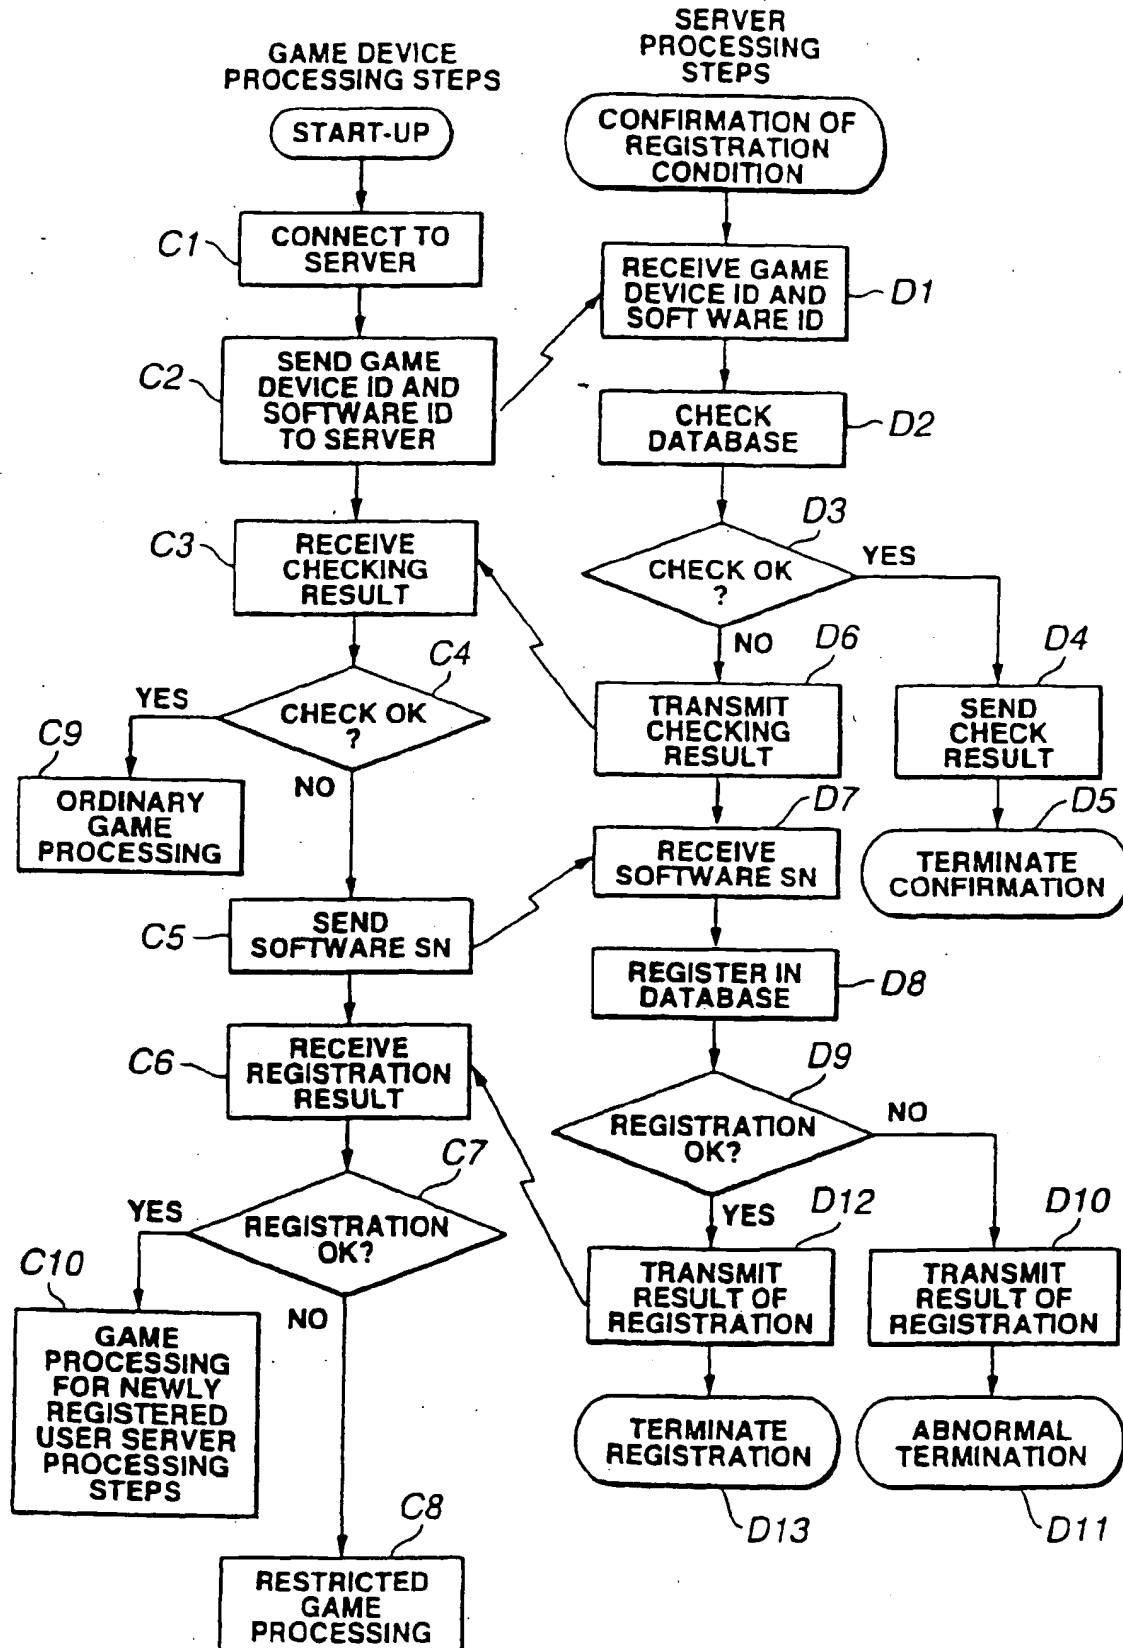 GAME DEVICE
PROCESSING STEPS
START-UP
C1
CONNECT TO
SERVER
C2
SEND GAME
DEVICE ID AND
SOFTWARE ID
TO SERVER
C3
RECEIVE
CHECKING
RESULT
C4
CHECK OK
?
YES
NO
C9
ORDINARY
GAME
PROCESSING
C5
SEND
SOFTWARE SN
C6
RECEIVE
REGISTRATION
RESULT
C7
REGISTRATION
OK?
YES
NO
C10
GAME
PROCESSING
FOR NEWLY
REGISTERED
USER SERVER
PROCESSING
STEPS
C8
RESTRICTED
GAME
PROCESSING
SERVER
PROCESSING
STEPS
CONFIRMATION OF
REGISTRATION
CONDITION
RECEIVE GAME
DEVICE ID AND
SOFT WARE ID
D1
CHECK
DATABASE
D2
D3
CHECK OK
?
YES
NO
D6
TRANSMIT
CHECKING
RESULT
D4
SEND
CHECK
RESULT
D5
TERMINATE
CONFIRMATION
D7
RECEIVE
SOFTWARE SN
REGISTER IN
DATABASE
D8
D9
REGISTRATION
OK?
NO
YES
D12
TRANSMIT
RESULT OF
REGISTRATION
D10
TRANSMIT
RESULT OF
REGISTRATION
TERMINATE
REGISTRATION
D13
ABNORMAL
TERMINATION
D11